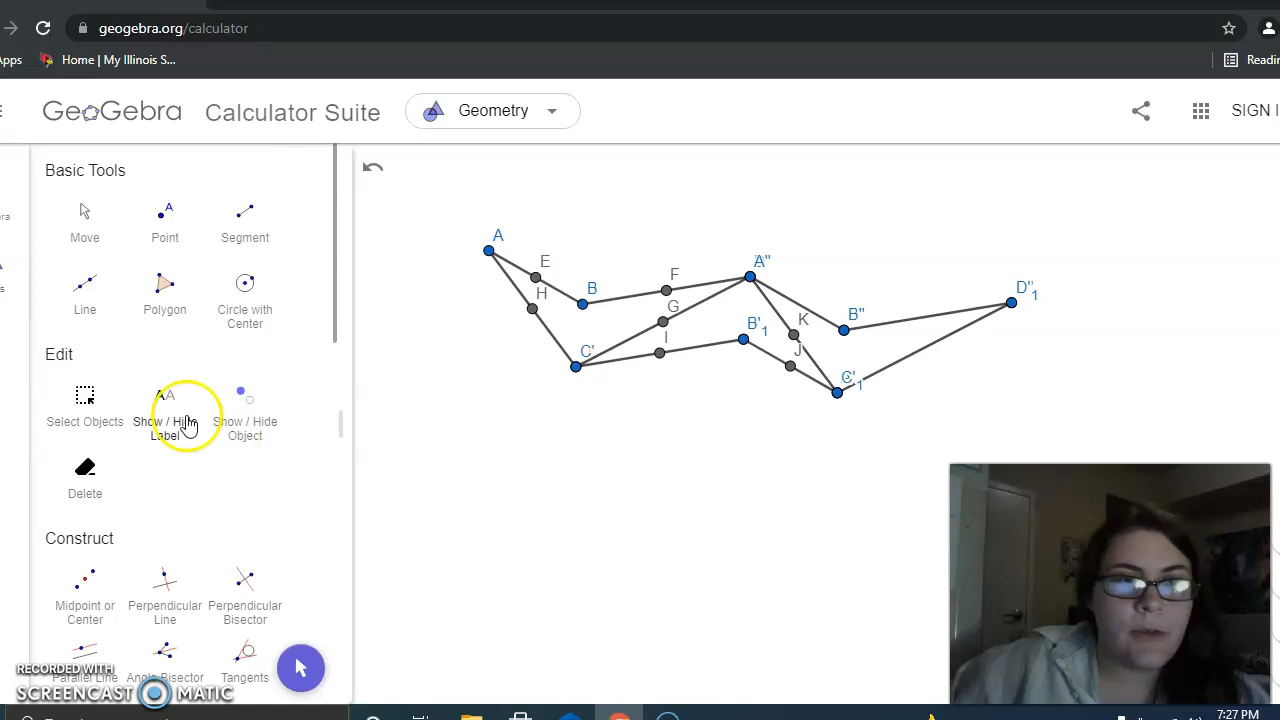 geogebra.org/calculator
Apps
Home | My Illinois S...
GeoGebra
Calculator Suite
Geometry
SIGN I
Basic Tools
Move
Point
Segment
Line
Polygon
Circle with
Center
Edit
Select Objects
Show / Hide
Label
Show / Hide
Object
Delete
Construct
Midpoint or
Center
Perpendicular
Line
Perpendicular
Bisector
Parallel Line
Angle Bisector
Tangents
A
E
H
B
F
G
I
C'
A''
B'1
K
J
B''
C'1
D''1
RECORDED WITH
SCREENCAST MATIC
7:27 PM